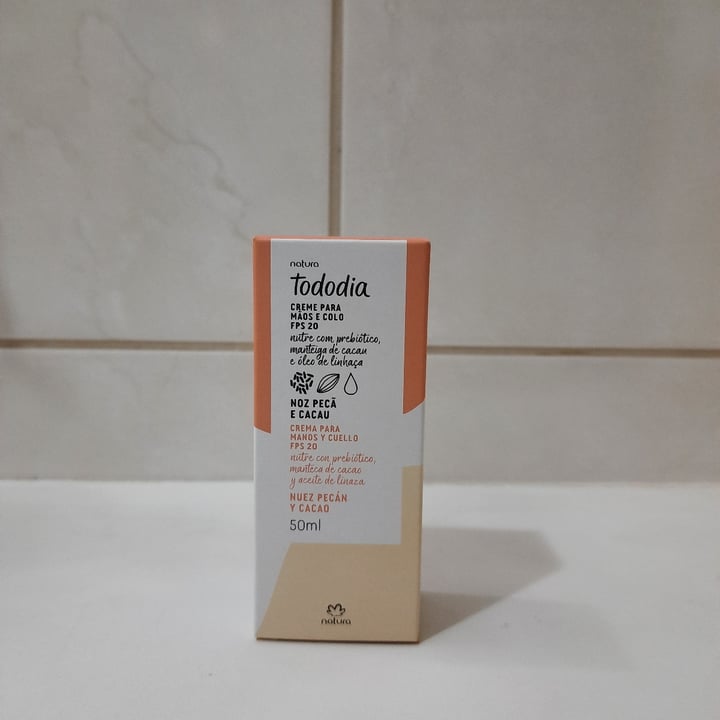 natura
tododia
CREME PARA
MÃOS E COLO
FPS 20
nutre com prebiótico,
manteiga de cacau
e óleo de linhaça
NOZ PECÃ
E CACAU
CREMA PARA
MANOS Y CUELLO
FPS 20
nutre con prebiótico,
manteca de cacao
y aceite de linaza
NUEZ PECÁN
Y CACAO
50ml
natura